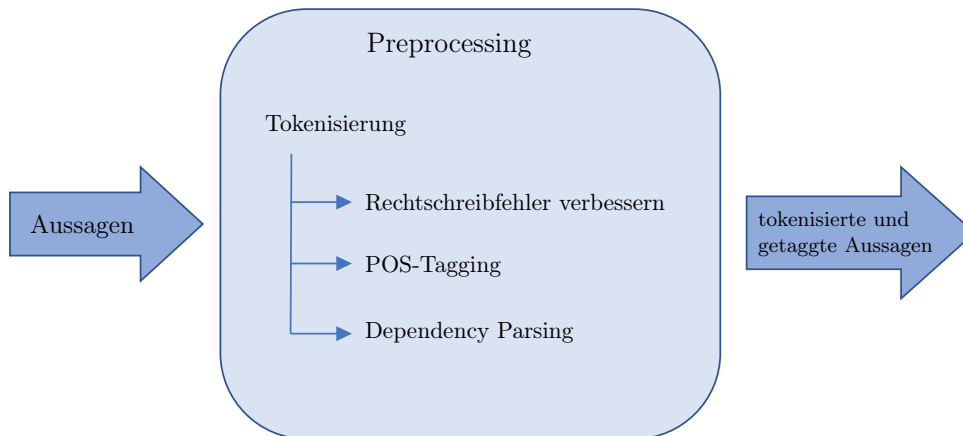 Preprocessing
Tokenisierung
Aussagen
Rechtschreibfehler verbessern
POS-Tagging
Dependency Parsing
tokenisierte und
getaggte Aussagen